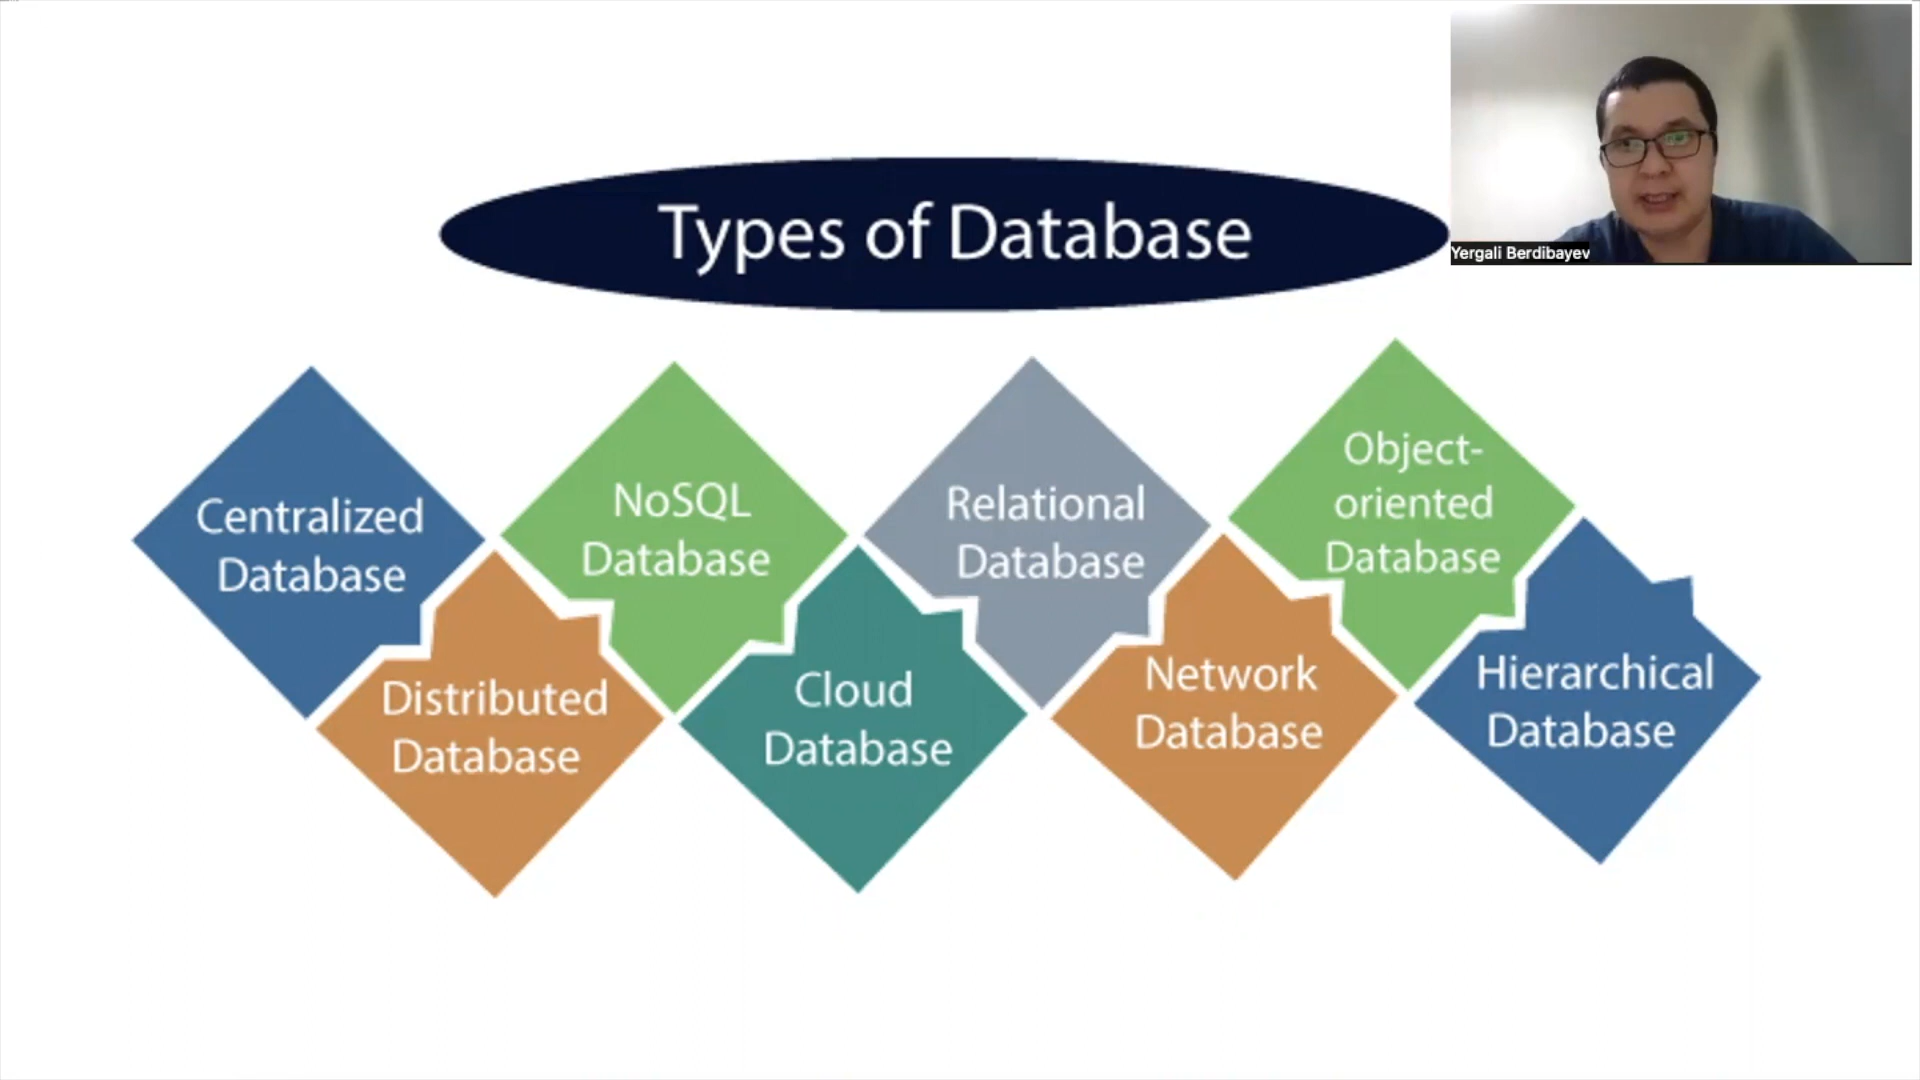 Types of Database
Yergali Berdibayev
Centralized
Database
Distributed
Database
NoSQL
Database
Cloud
Database
Relational
Database
Network
Database
Object-
oriented
Database
Hierarchical
Database